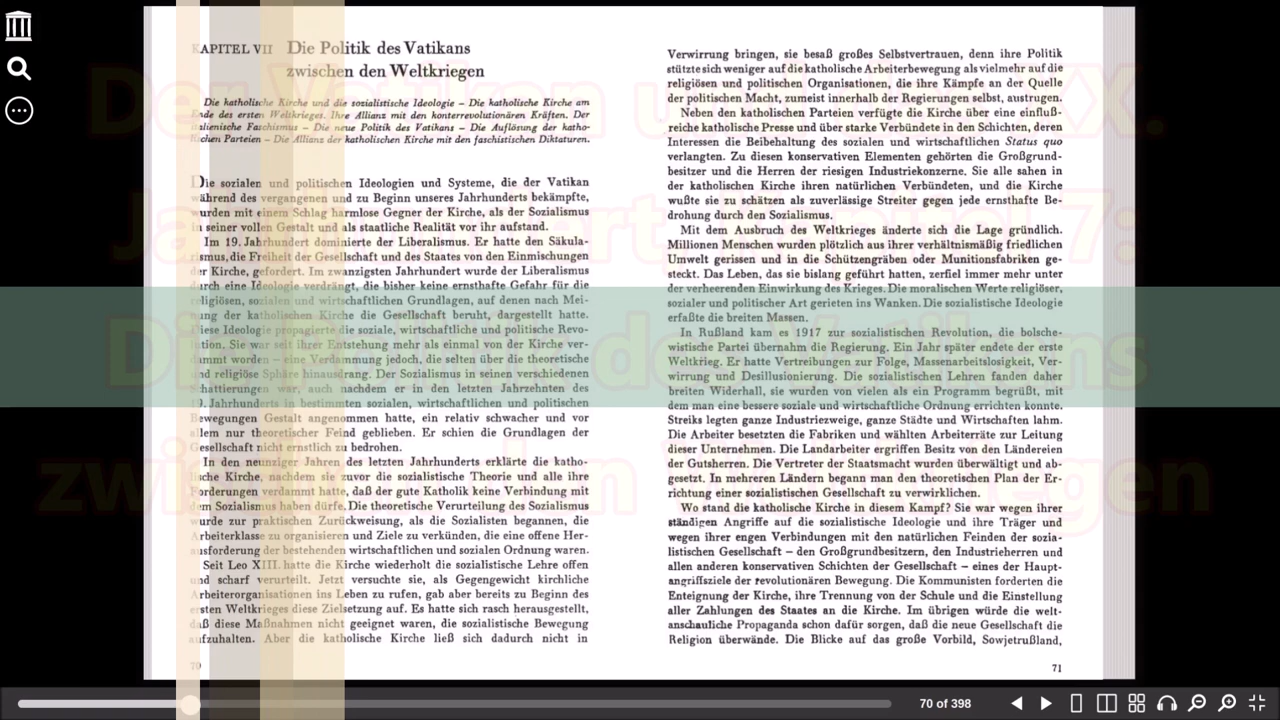 KAPITEL VII Die Politik des Vatikans
zwischen den Weltkriegen
Die katholische Kirche und die sozialistische Ideologie – Die katholische Kirche am
Ende des ersten Weltkrieges. Ihre Allianz mit den konterrevolutionären Kräften. Der
italienische Faschismus – Die neue Politik des Vatikans – Die Auflösung der katho-
lischen Parteien – Die Allianz der katholischen Kirche mit den faschistischen Diktaturen.
Die sozialen und politischen Ideologien und Systeme, die der Vatikan
während des vergangenen und zu Beginn unseres Jahrhunderts bekämpfte,
wurden mit einem Schlag harmlose Gegner der Kirche, als der Sozialismus
in seiner vollen Gestalt und als staatliche Realität vor ihr aufstand.
Im 19. Jahrhundert dominierte der Liberalismus. Er hatte den Säkula-
rismus, die Freiheit der Gesellschaft und des Staates von den Einmischungen
der Kirche, gefordert. Im zwanzigsten Jahrhundert wurde der Liberalismus
durch eine Ideologie verdrängt, die bisher keine ernsthafte Gefahr für die
religiösen, sozialen und wirtschaftlichen Grundlagen, auf denen nach Mei-
nung der katholischen Kirche die Gesellschaft beruht, dargestellt hatte.
Diese Ideologie propagierte die soziale, wirtschaftliche und politische Revo-
lution. Sie war seit ihrer Entstehung mehr als einmal von der Kirche ver-
dammt worden – eine Verdammung jedoch, die selten über die theoretische
und religiöse Sphäre hinausdrang. Der Sozialismus in seinen verschiedenen
Schattierungen war, auch nachdem er in den letzten Jahrzehnten des
19. Jahrhunderts in bestimmten sozialen, wirtschaftlichen und politischen
Bewegungen Gestalt angenommen hatte, ein relativ schwacher und vor
allem nur theoretischer Feind geblieben. Er schien die Grundlagen der
Gesellschaft nicht ernstlich zu bedrohen.
In den neunziger Jahren des letzten Jahrhunderts erklärte die katho-
lische Kirche, nachdem sie zuvor die sozialistische Theorie und alle ihre
Forderungen verdammt hatte, daß der gute Katholik keine Verbindung mit
dem Sozialismus haben dürfe. Die theoretische Verurteilung des Sozialismus
wurde zur praktischen Zurückweisung, als die Sozialisten begannen, die
Arbeiterklasse zu organisieren und Ziele zu verkünden, die eine offene Her-
ausforderung der bestehenden wirtschaftlichen und sozialen Ordnung waren.
Seit Leo XIII. hatte die Kirche wiederholt die sozialistische Lehre offen
und scharf verurteilt. Jetzt versuchte sie, als Gegengewicht kirchliche
Arbeiterorganisationen ins Leben zu rufen, gab aber bereits zu Beginn des
ersten Weltkrieges diese Zielsetzung auf. Es hatte sich rasch herausgestellt,
daß diese Maßnahmen nicht geeignet waren, die sozialistische Bewegung
aufzuhalten. Aber die katholische Kirche ließ sich dadurch nicht in
70
Verwirrung bringen, sie besaß großes Selbstvertrauen, denn ihre Politik
stützte sich weniger auf die katholische Arbeiterbewegung als vielmehr auf die
religiösen und politischen Organisationen, die ihre Kämpfe an der Quelle
der politischen Macht, zumeist innerhalb der Regierungen selbst, austrugen.
Neben den katholischen Parteien verfügte die Kirche über eine einfluß-
reiche katholische Presse und über starke Verbündete in den Schichten, deren
Interessen die Beibehaltung des sozialen und wirtschaftlichen Status quo
verlangten. Zu diesen konservativen Elementen gehörten die Großgrund-
besitzer und die Herren der riesigen Industriekonzerne. Sie alle sahen in
der katholischen Kirche ihren natürlichen Verbündeten, und die Kirche
wußte sie zu schätzen als zuverlässige Streiter gegen jede ernsthafte Be-
drohung durch den Sozialismus.
Mit dem Ausbruch des Weltkrieges änderte sich die Lage gründlich.
Millionen Menschen wurden plötzlich aus ihrer verhältnismäßig friedlichen
Umwelt gerissen und in die Schützengräben oder Munitionsfabriken ge-
steckt. Das Leben, das sie bislang geführt hatten, zerfiel immer mehr unter
der verheerenden Einwirkung des Krieges. Die moralischen Werte religiöser,
sozialer und politischer Art gerieten ins Wanken. Die sozialistische Ideologie
erfaßte die breiten Massen.
In Rußland kam es 1917 zur sozialistischen Revolution, die bolsche-
wistische Partei übernahm die Regierung. Ein Jahr später endete der erste
Weltkrieg. Er hatte Vertreibungen zur Folge, Massenarbeitslosigkeit, Ver-
wirrung und Desillusionierung. Die sozialistischen Lehren fanden daher
breiten Widerhall, sie wurden von vielen als ein Programm begrüßt, mit
dem man eine bessere soziale und wirtschaftliche Ordnung errichten konnte.
Streiks legten ganze Industriezweige, ganze Städte und Wirtschaften lahm.
Die Arbeiter besetzten die Fabriken und wählten Arbeiterräte zur Leitung
dieser Unternehmen. Die Landarbeiter ergriffen Besitz von den Ländereien
der Gutsherren. Die Vertreter der Staatsmacht wurden überwältigt und ab-
gesetzt. In mehreren Ländern begann man den theoretischen Plan der Er-
richtung einer sozialistischen Gesellschaft zu verwirklichen.
Wo stand die katholische Kirche in diesem Kampf? Sie war wegen ihrer
ständigen Angriffe auf die sozialistische Ideologie und ihre Träger und
wegen ihrer engen Verbindungen mit den natürlichen Feinden der sozia-
listischen Gesellschaft – den Großgrundbesitzern, den Industrieherren und
allen anderen konservativen Schichten der Gesellschaft – eines der Haupt-
angriffsziele der revolutionären Bewegung. Die Kommunisten forderten die
Enteignung der Kirche, ihre Trennung von der Schule und die Einstellung
aller Zahlungen des Staates an die Kirche. Im übrigen würde die welt-
anschauliche Propaganda schon dafür sorgen, daß die neue Gesellschaft die
Religion überwände. Die Blicke auf das große Vorbild, Sowjetrußland,
71
70 of 398